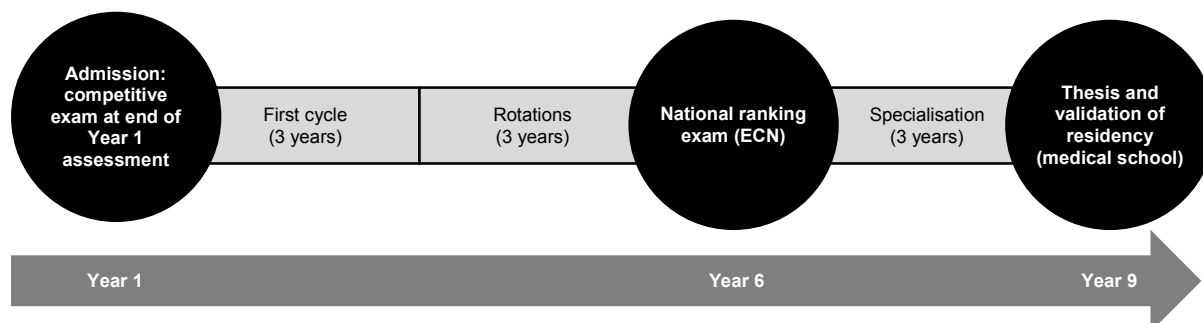 Admission:
competitive
exam at end of
Year 1
assessment
First cycle
(3 years)
Rotations
(3 years)
National ranking
exam (ECN)
Specialisation
(3 years)
Thesis and
validation of
residency
(medical school)
Year 1
Year 6
Year 9